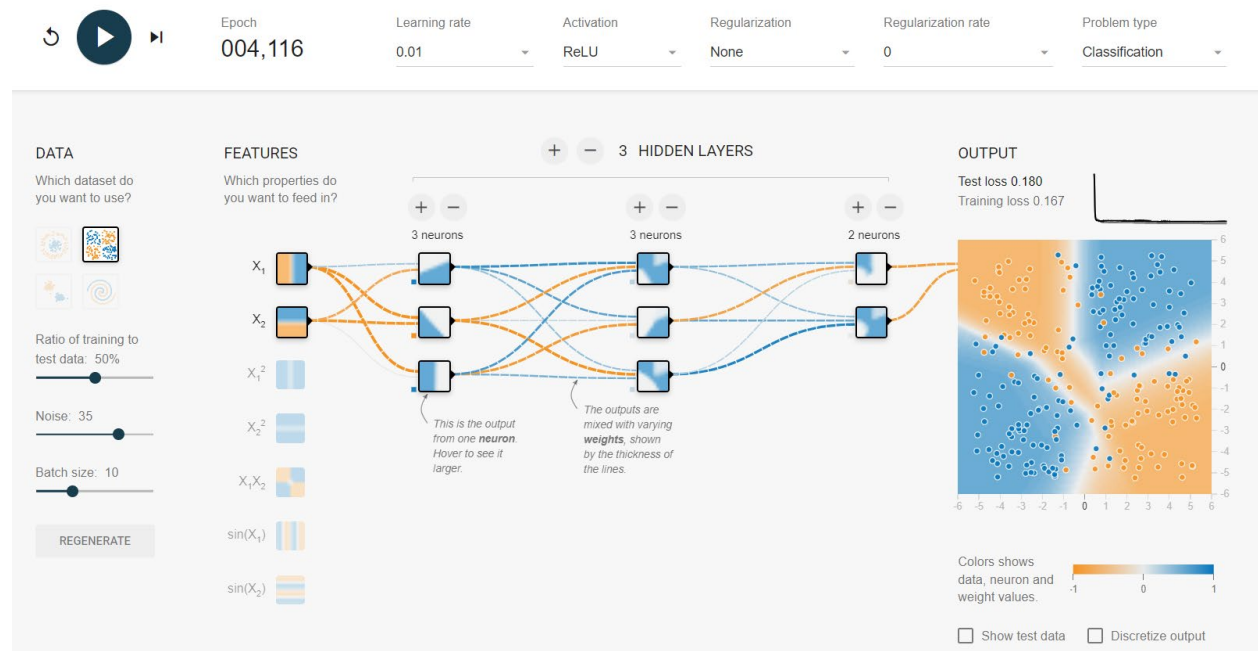 Epoch
004,116
Learning rate
0.01
Activation
ReLU
Regularization
None
Regularization rate
0
Problem type
Classification
DATA
Which dataset do
you want to use?
Ratio of training to
test data: 50%
Noise: 35
Batch size: 10
REGENERATE
FEATURES
Which properties do
you want to feed in?
X₁
X₂
X₁²
X₂²
X₁X₂
sin(X₁)
sin(X₂)
+ − 3 HIDDEN LAYERS
+ −
3 neurons
+ −
3 neurons
+ −
2 neurons
This is the output
from one neuron.
Hover to see it
larger.
The outputs are
mixed with varying
weights, shown
by the thickness of
the lines.
OUTPUT
Test loss 0.180
Training loss 0.167
6
5
4
3
2
1
0
-1
-2
-3
-4
-5
-6
-6 -5 -4 -3 -2 -1 0 1 2 3 4 5 6
Colors shows
data, neuron and
weight values.
-1 0 1
Show test data
Discretize output